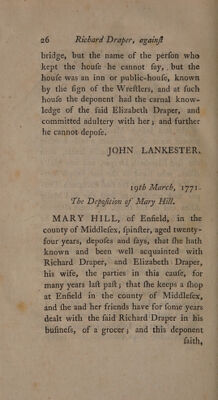 26 Richard Draper, againſt
bridge, but the name of the perſon who
kept the houſe he cannot ſay, but the
houſe was an inn or public-houſe, known
by the ſign of the Wreſtlers, and at ſuch
houſe the deponent had the carnal know-
ledge of the ſaid Elizabeth Draper, and
committed adultery with her; and further
he cannot depoſe.
JOHN LANKESTER.
19th March, 1771.
The Depoſition of Mary Hill.
MARY HILL, of Enfield, in the
county of Middleſex, ſpinſter, aged twenty-
four years, depoſes and ſays, that ſhe hath
known and been well acquainted with
Richard Draper, and Elizabeth Draper,
his wife, the parties in this cauſe, for
many years laſt paſt; that ſhe keeps a ſhop
at Enfield in the county of Middleſex,
and ſhe and her friends have for ſome years
dealt with the ſaid Richard Draper in his
buſineſs, of a grocer; and this deponent
ſaith,